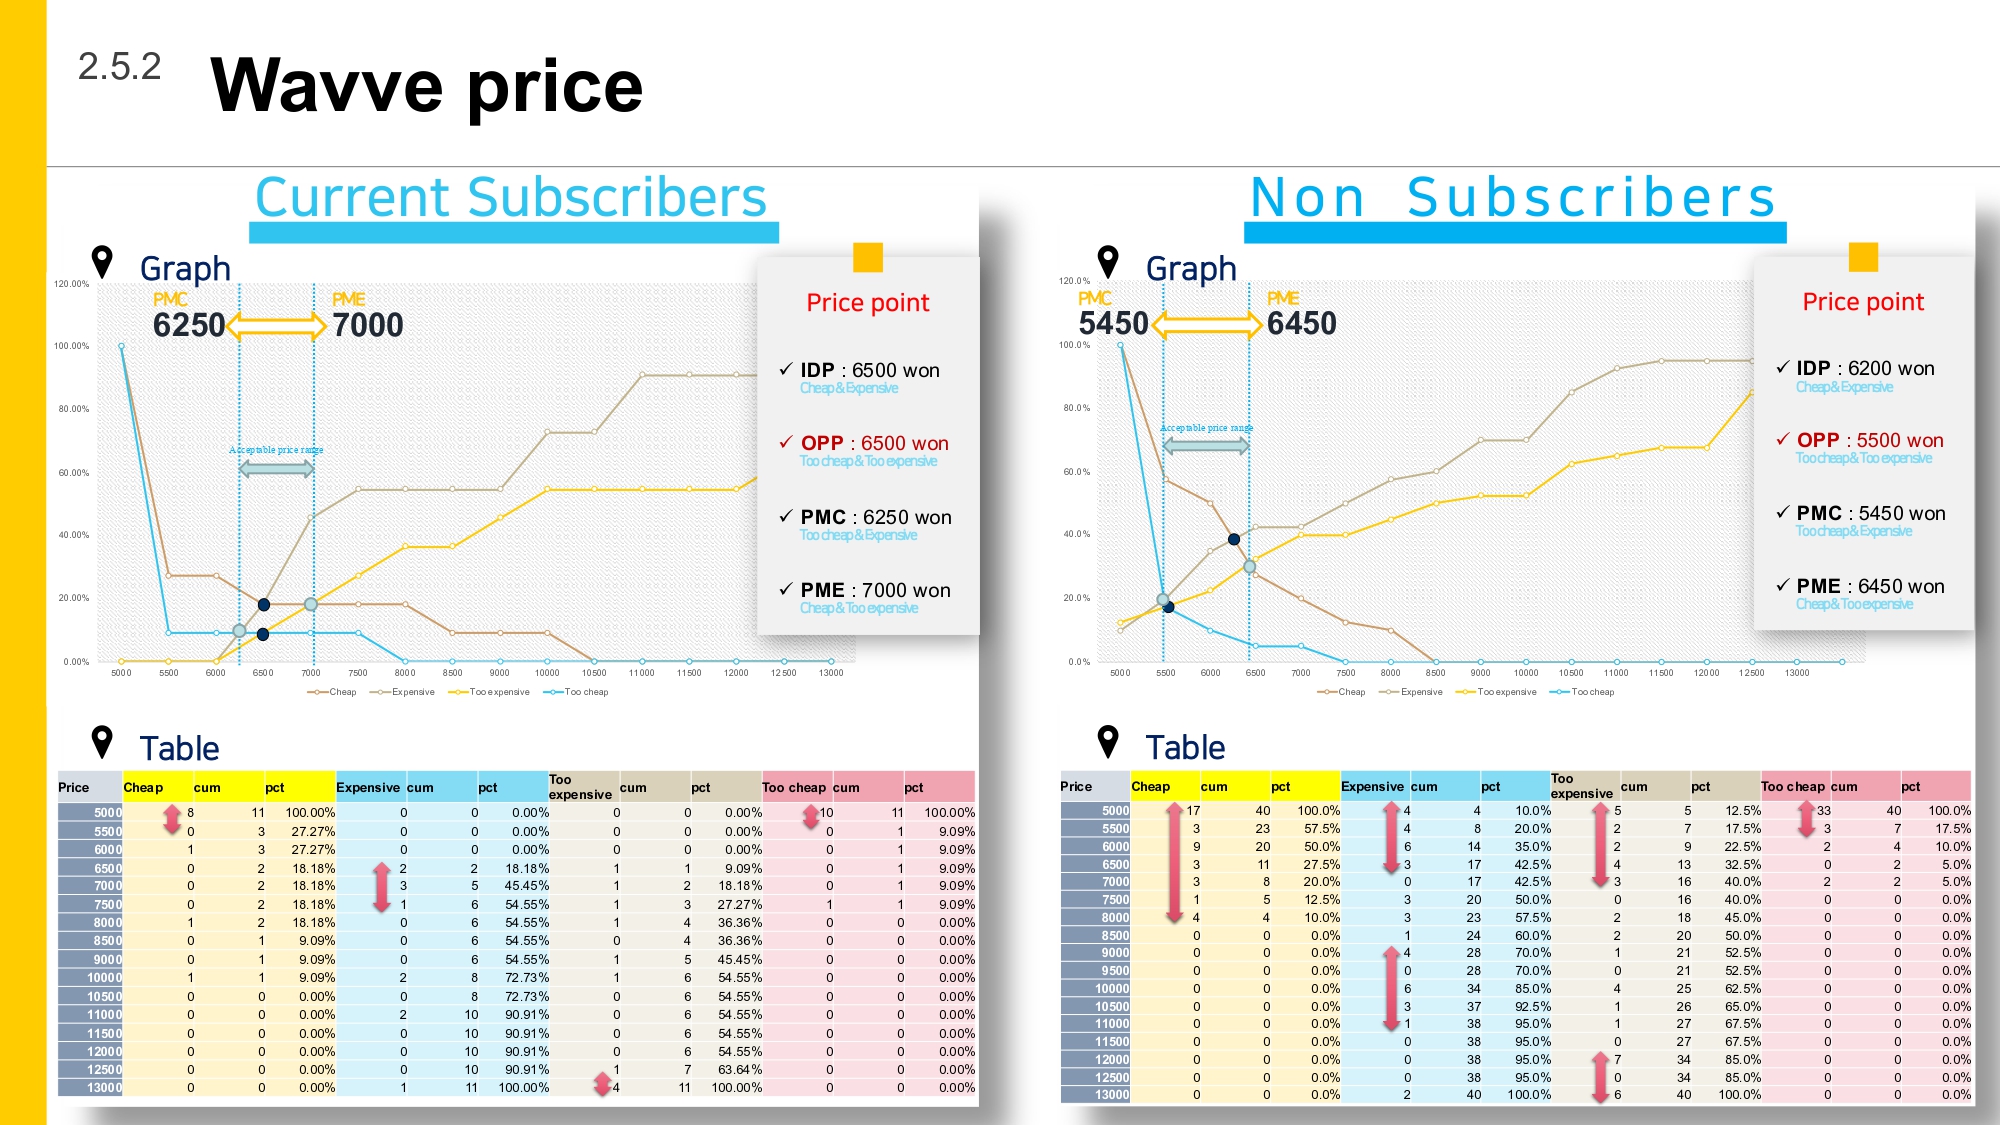 2.5.2
Wavve price
Current Subscribers
Graph
PMC
6250
PME
7000
120.00%
100.00%
80.00%
60.00%
40.00%
20.00%
0.00%
Acceptable price range
5000 5500 6000 6500 7000 7500 8000 8500 9000 10000 10500 11000 11500 12000 12500 13000
Cheap Expensive Too expensive Too cheap
Price point
✓ IDP : 6500 won
Cheap & Expensive
✓ OPP : 6500 won
Too cheap & Too expensive
✓ PMC : 6250 won
Too cheap & Expensive
✓ PME : 7000 won
Cheap & Too expensive
Table
Price Cheap cum pct Expensive cum pct Too expensive cum pct Too cheap cum pct
5000 8 11 100.00% 0 0 0.00% 0 0 0.00% 10 11 100.00%
5500 0 3 27.27% 0 0 0.00% 0 0 0.00% 0 1 9.09%
6000 1 3 27.27% 0 0 0.00% 0 0 0.00% 0 1 9.09%
6500 0 2 18.18% 2 2 18.18% 1 1 9.09% 0 1 9.09%
7000 0 2 18.18% 3 5 45.45% 1 2 18.18% 0 1 9.09%
7500 0 2 18.18% 1 6 54.55% 1 3 27.27% 1 1 9.09%
8000 1 2 18.18% 0 6 54.55% 1 4 36.36% 0 0 0.00%
8500 0 1 9.09% 0 6 54.55% 0 4 36.36% 0 0 0.00%
9000 0 1 9.09% 0 6 54.55% 1 5 45.45% 0 0 0.00%
10000 1 1 9.09% 2 8 72.73% 1 6 54.55% 0 0 0.00%
10500 0 0 0.00% 0 8 72.73% 0 6 54.55% 0 0 0.00%
11000 0 0 0.00% 2 10 90.91% 0 6 54.55% 0 0 0.00%
11500 0 0 0.00% 0 10 90.91% 0 6 54.55% 0 0 0.00%
12000 0 0 0.00% 0 10 90.91% 0 6 54.55% 0 0 0.00%
12500 0 0 0.00% 0 10 90.91% 1 7 63.64% 0 0 0.00%
13000 0 0 0.00% 1 11 100.00% 4 11 100.00% 0 0 0.00%
Non Subscribers
Graph
PMC
5450
PME
6450
120.0%
100.0%
80.0%
60.0%
40.0%
20.0%
0.0%
Acceptable price range
5000 5500 6000 6500 7000 7500 8000 8500 9000 10000 10500 11000 11500 12000 12500 13000
Cheap Expensive Too expensive Too cheap
Price point
✓ IDP : 6200 won
Cheap & Expensive
✓ OPP : 5500 won
Too cheap & Too expensive
✓ PMC : 5450 won
Too cheap & Expensive
✓ PME : 6450 won
Cheap & Too expensive
Table
Price Cheap cum pct Expensive cum pct Too expensive cum pct Too cheap cum pct
5000 17 40 100.0% 4 4 10.0% 5 5 12.5% 33 40 100.0%
5500 3 23 57.5% 4 8 20.0% 2 7 17.5% 3 7 17.5%
6000 9 20 50.0% 6 14 35.0% 2 9 22.5% 2 4 10.0%
6500 3 11 27.5% 3 17 42.5% 4 13 32.5% 0 2 5.0%
7000 3 8 20.0% 0 17 42.5% 3 16 40.0% 2 2 5.0%
7500 1 5 12.5% 3 20 50.0% 0 16 40.0% 0 0 0.0%
8000 4 4 10.0% 3 23 57.5% 2 18 45.0% 0 0 0.0%
8500 0 0 0.0% 1 24 60.0% 2 20 50.0% 0 0 0.0%
9000 0 0 0.0% 4 28 70.0% 1 21 52.5% 0 0 0.0%
9500 0 0 0.0% 0 28 70.0% 0 21 52.5% 0 0 0.0%
10000 0 0 0.0% 6 34 85.0% 4 25 62.5% 0 0 0.0%
10500 0 0 0.0% 3 37 92.5% 1 26 65.0% 0 0 0.0%
11000 0 0 0.0% 1 38 95.0% 1 27 67.5% 0 0 0.0%
11500 0 0 0.0% 0 38 95.0% 0 27 67.5% 0 0 0.0%
12000 0 0 0.0% 0 38 95.0% 7 34 85.0% 0 0 0.0%
12500 0 0 0.0% 0 38 95.0% 0 34 85.0% 0 0 0.0%
13000 0 0 0.0% 2 40 100.0% 6 40 100.0% 0 0 0.0%